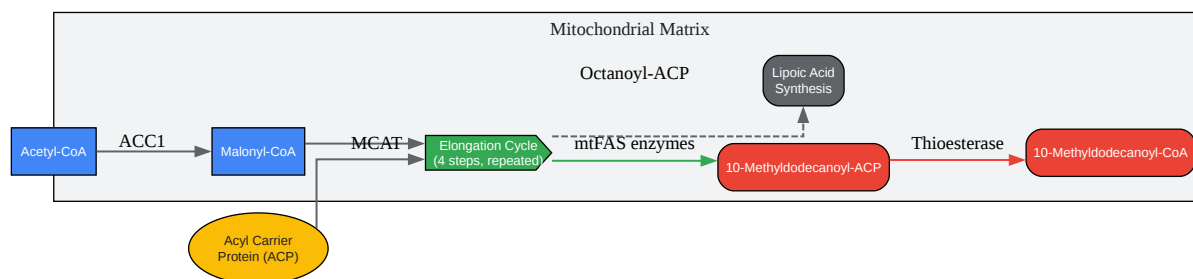 Mitochondrial Matrix
Octanoyl-ACP
Lipoic Acid
Synthesis
Acetyl-CoA
ACC1
Malonyl-CoA
MCAT
Elongation Cycle
(4 steps, repeated)
mtFAS enzymes
10-Methyldodecanoyl-ACP
Thioesterase
10-Methyldodecanoyl-CoA
Acyl Carrier
Protein (ACP)